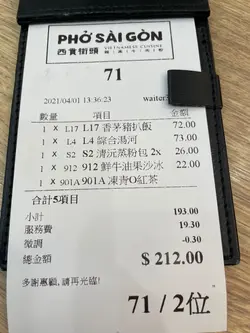 PHỞ SÀI GÒN
VIETNAMESE CUISINE
西貢街頭
71
2021/04/01 13:36:23 waiter
數量 項目 金額
1 x L17 L17 香茅豬扒飯 72.00
1 x L4 L4 綜合湯河 73.00
1 x S2 S2 清沅蒸粉包 2x 26.00
1 x 912 912 鮮牛油果沙冰 22.00
1 x 901A 901A 凍青O紅茶
合計5項目
小計 193.00
服務費 19.30
微調 -0.30
總金額 $ 212.00
多謝惠顧, 請再光臨!
71 / 2位